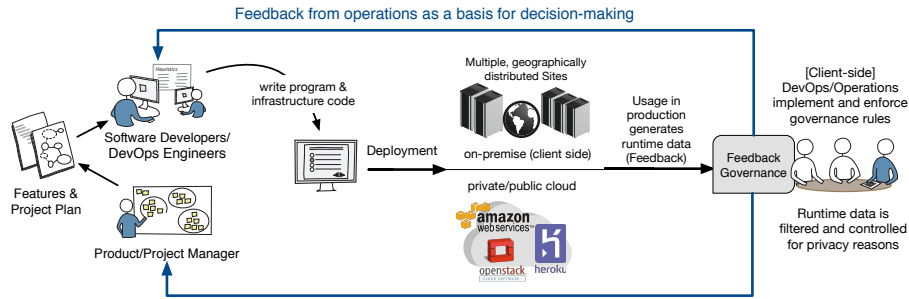 Feedback from operations as a basis for decision-making
Heuristics
Software Developers/
DevOps Engineers
write program &
infrastructure code
Features &
Project Plan
Product/Project Manager
Deployment
Multiple, geographically
distributed Sites
on-premise (client side)
private/public cloud
amazon
webservices™
openstack
CLOUD SOFTWARE
heroku
Usage in
production
generates
runtime data
(Feedback)
Feedback
Governance
[Client-side]
DevOps/Operations
implement and enforce
governance rules
Runtime data is
filtered and controlled
for privacy reasons